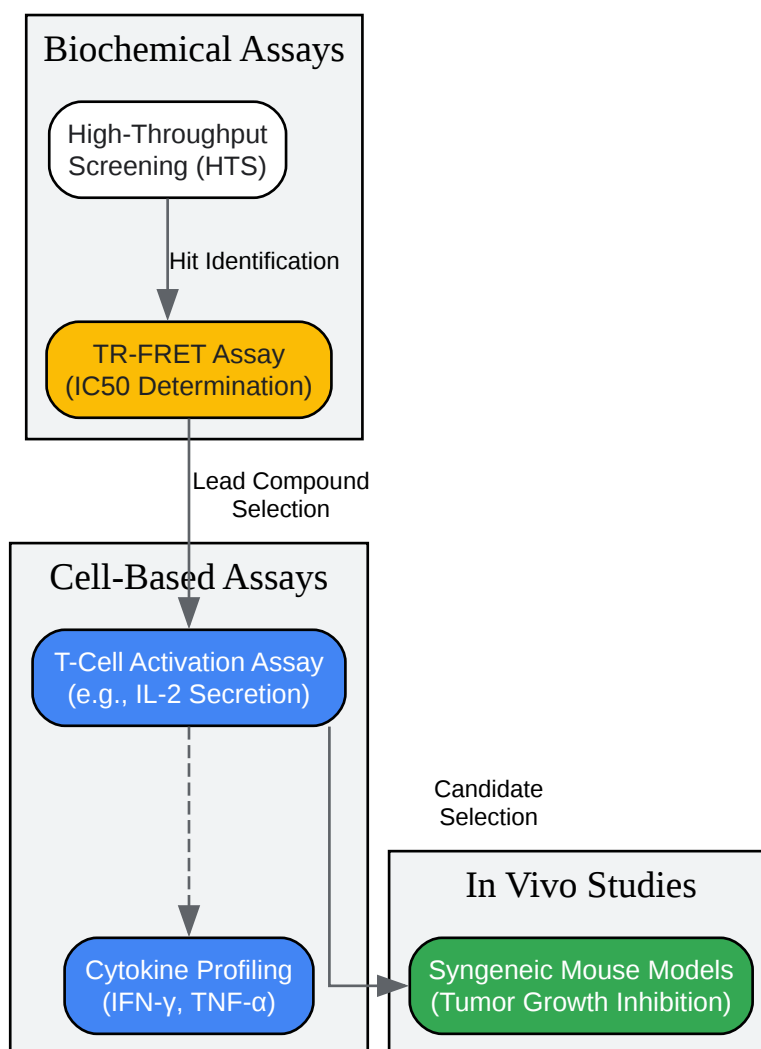 Biochemical Assays
High-Throughput
Screening (HTS)
Hit Identification
TR-FRET Assay
(IC50 Determination)
Lead Compound
Selection
Cell-Based Assays
T-Cell Activation Assay
(e.g., IL-2 Secretion)
Candidate
Selection
In Vivo Studies
Cytokine Profiling
(IFN-γ, TNF-α)
Syngeneic Mouse Models
(Tumor Growth Inhibition)